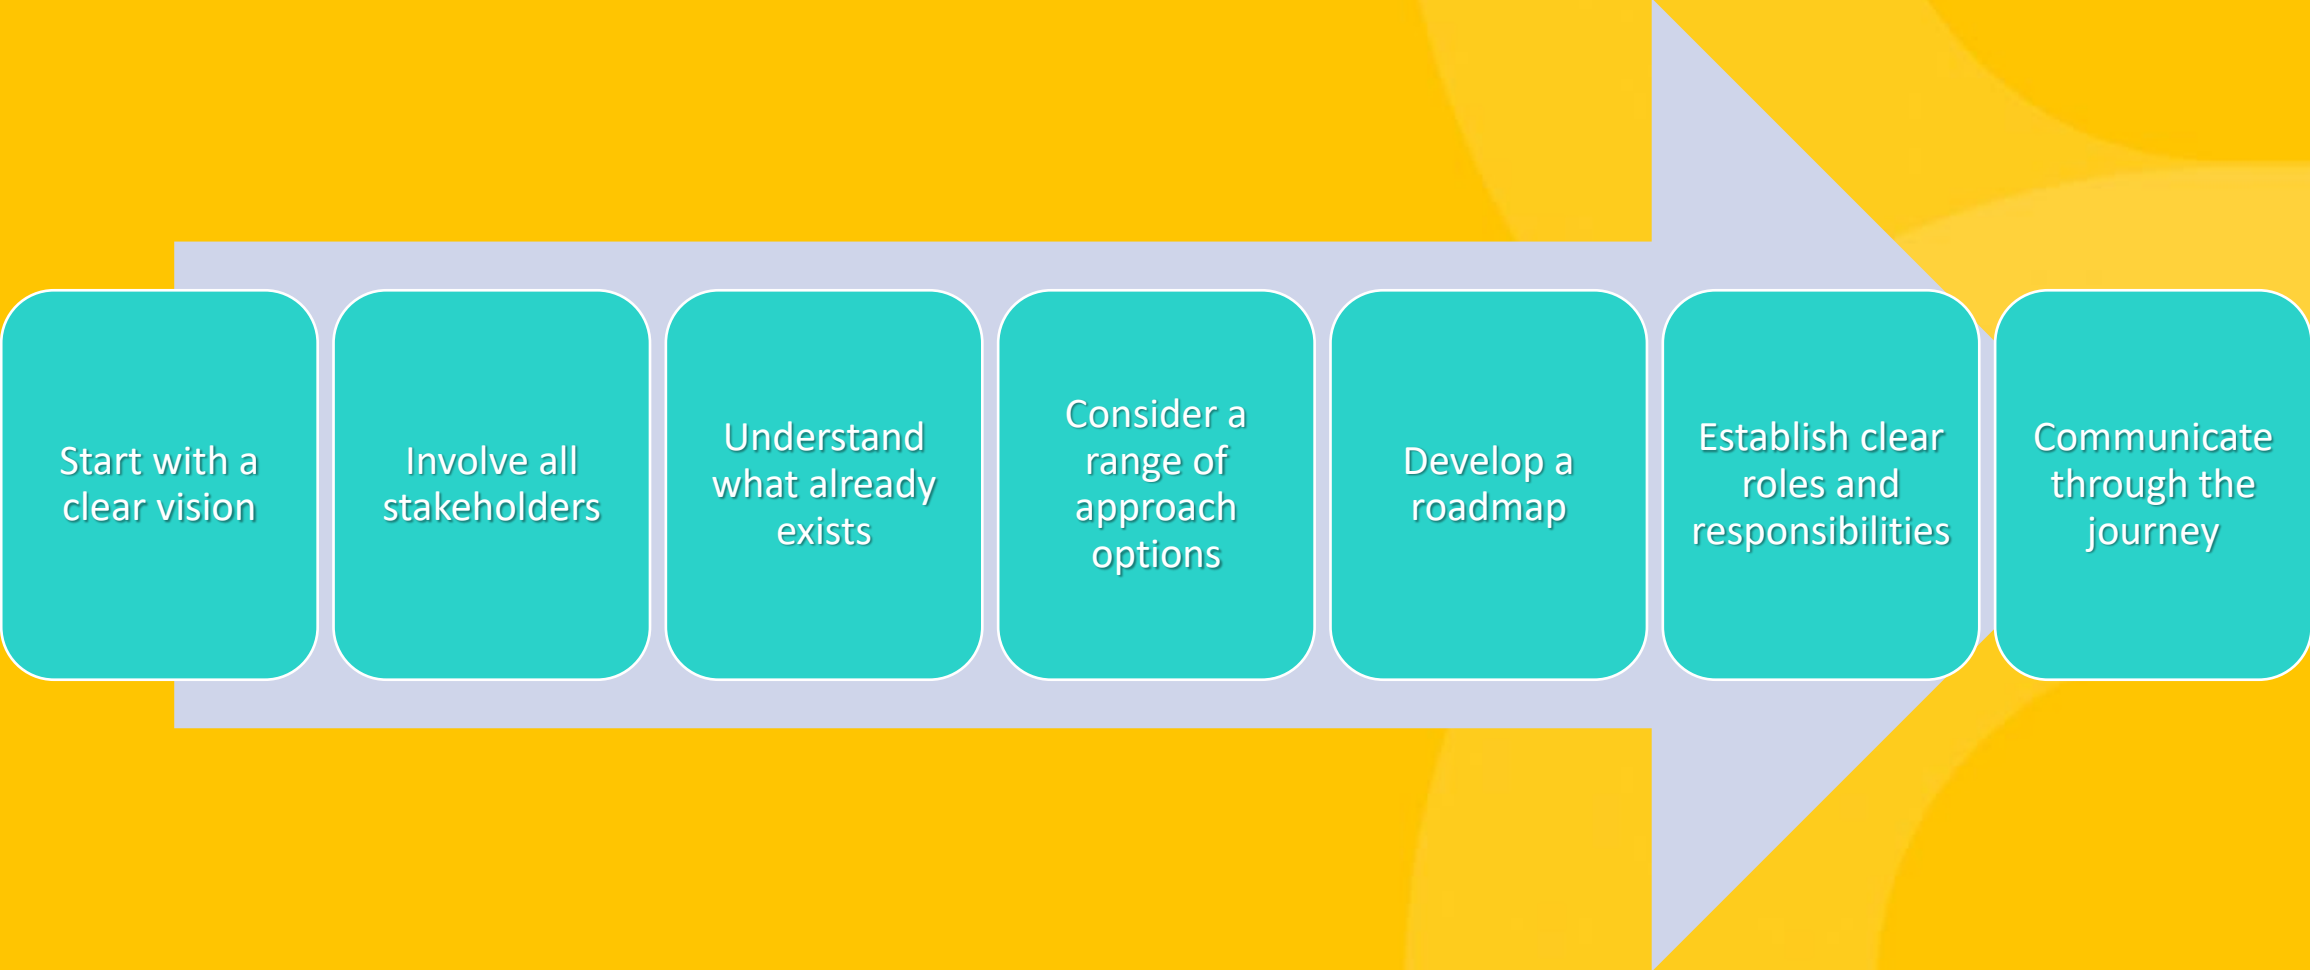 Start with a
clear vision
Involve all
stakeholders
Understand
what already
exists
Consider a
range of
approach
options
Develop a
roadmap
Establish clear
roles and
responsibilities
Communicate
through the
journey